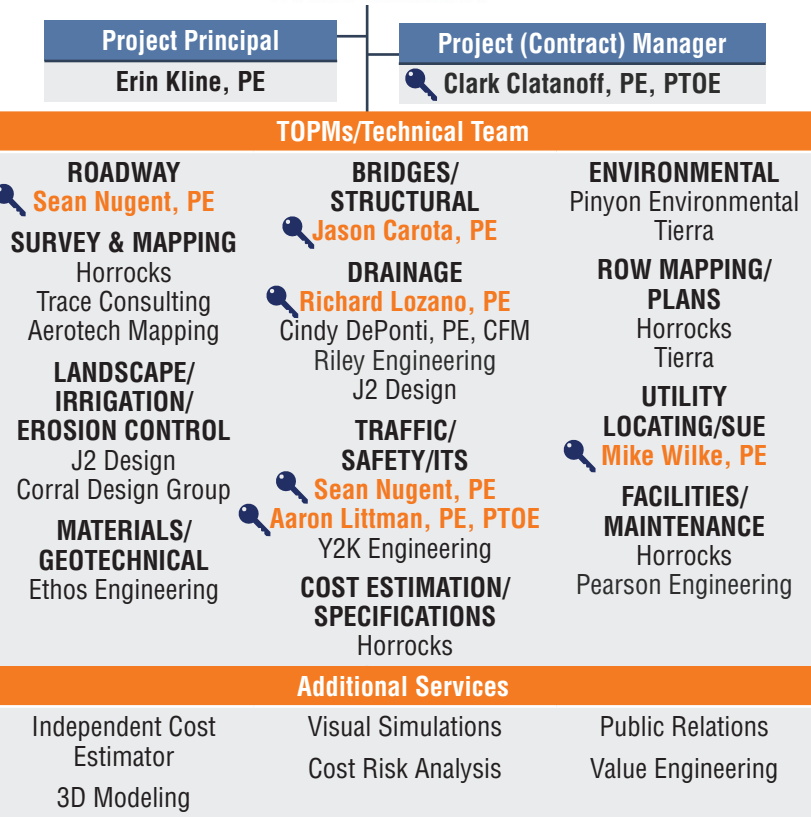 Project Principal
Erin Kline, PE
Project (Contract) Manager
Clark Clatanoff, PE, PTOE
TOPMs/Technical Team
ROADWAY
Sean Nugent, PE
SURVEY & MAPPING
Horrocks
Trace Consulting
Aerotech Mapping
LANDSCAPE/
IRRIGATION/
EROSION CONTROL
J2 Design
Corral Design Group
MATERIALS/
GEOTECHNICAL
Ethos Engineering
BRIDGES/
STRUCTURAL
Jason Carota, PE
DRAINAGE
Richard Lozano, PE
Cindy DePonti, PE, CFM
Riley Engineering
J2 Design
TRAFFIC/
SAFETY/ITS
Sean Nugent, PE
Aaron Littman, PE, PTOE
Y2K Engineering
COST ESTIMATION/
SPECIFICATIONS
Horrocks
ENVIRONMENTAL
Pinyon Environmental
Tierra
ROW MAPPING/
PLANS
Horrocks
Tierra
UTILITY
LOCATING/SUE
Mike Wilke, PE
FACILITIES/
MAINTENANCE
Horrocks
Pearson Engineering
Additional Services
Independent Cost
Estimator
3D Modeling
Visual Simulations
Cost Risk Analysis
Public Relations
Value Engineering